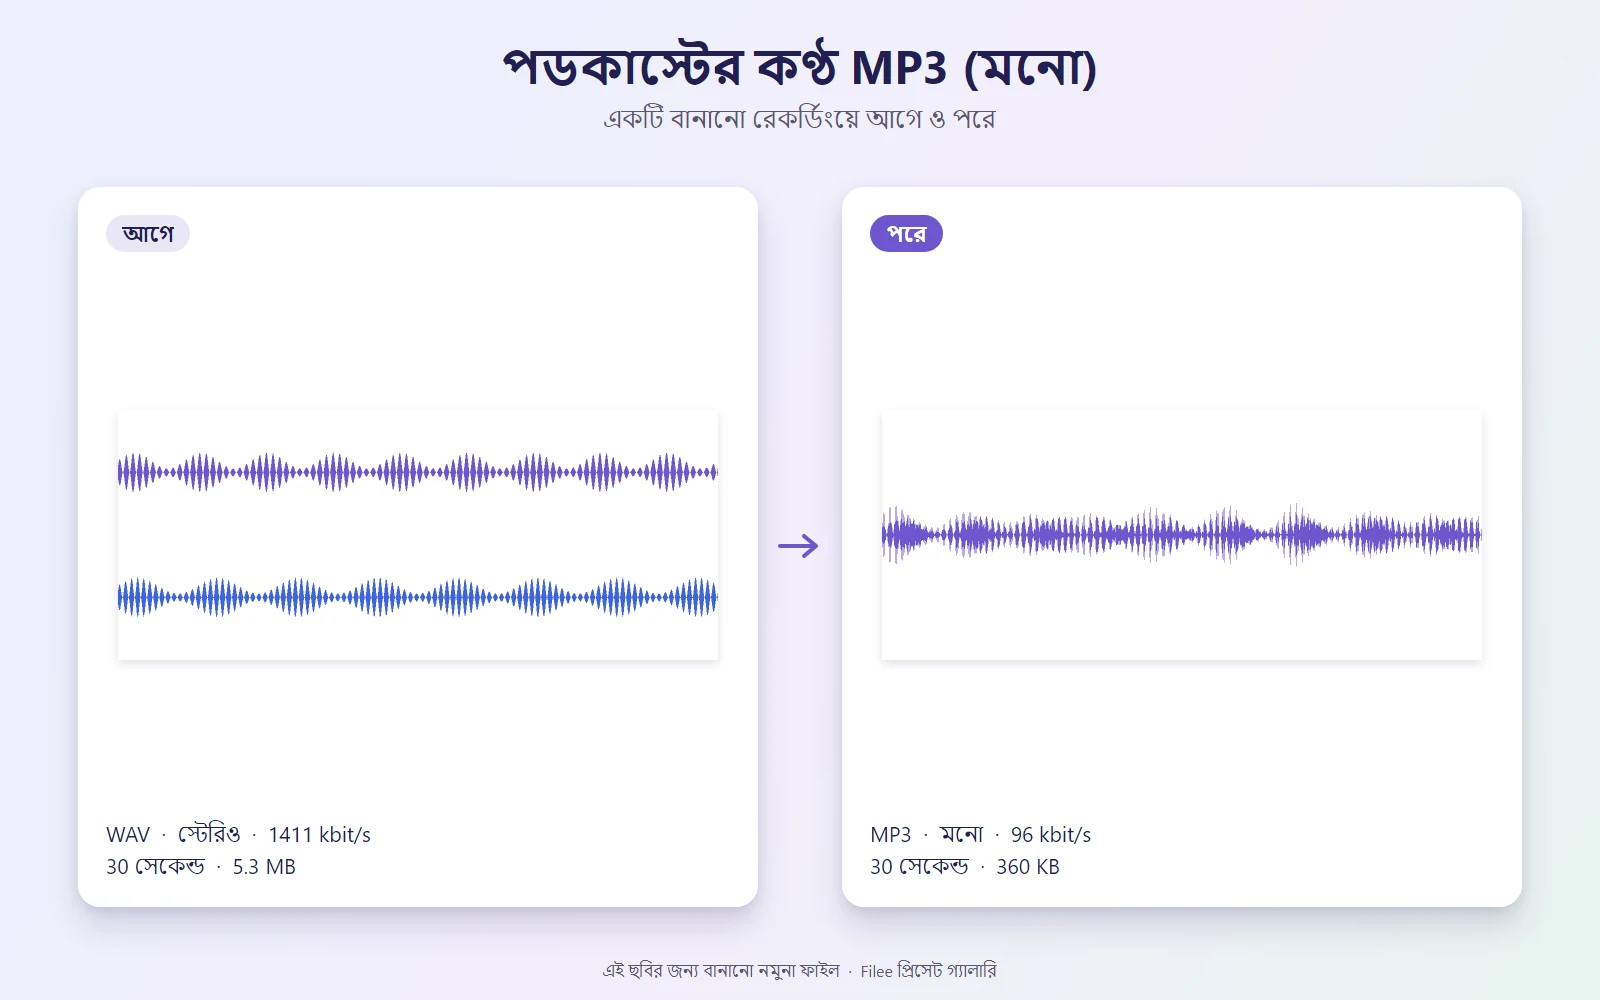 পডকাস্টের কণ্ঠ MP3 (মনো)
একটি বানানো রেকর্ডিংয়ে আগে ও পরে
আগে
WAV · স্টেরিও · 1411 kbit/s
30 সেকেন্ড · 5.3 MB
পরে
MP3 · মনো · 96 kbit/s
30 সেকেন্ড · 360 KB
এই ছবির জন্য বানানো নমুনা ফাইল · Filee প্রিসেট গ্যালারি